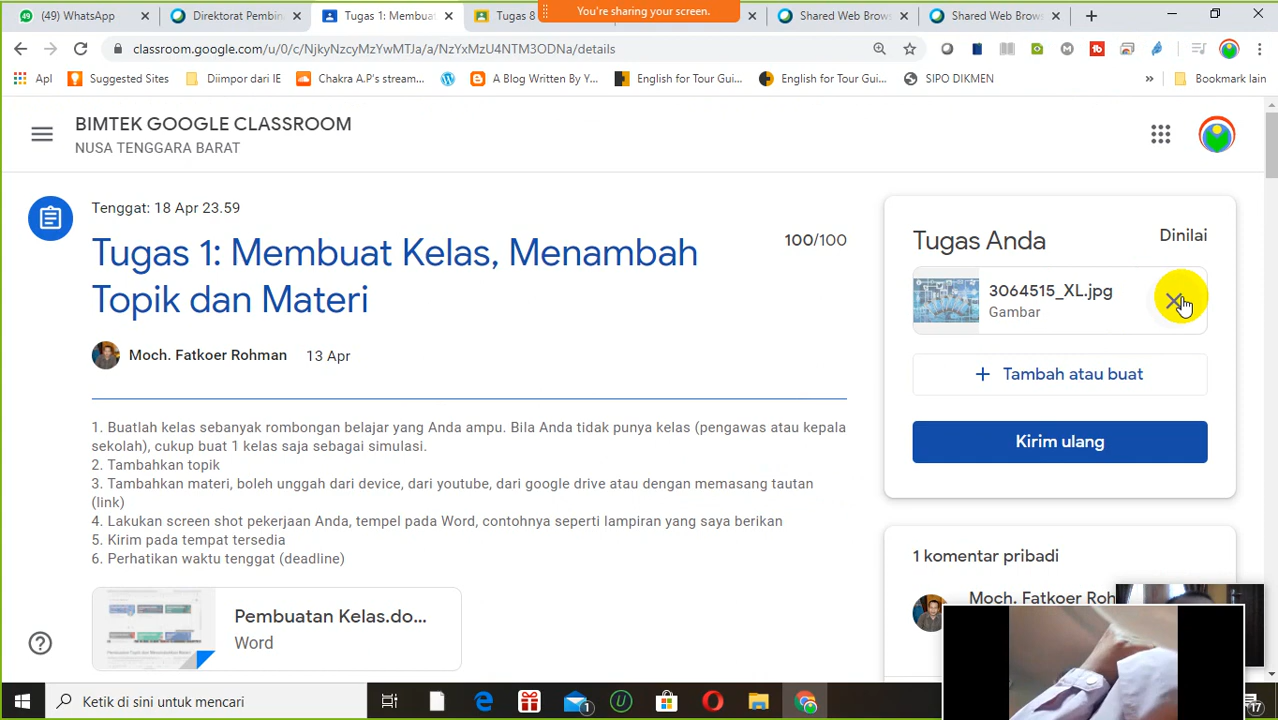 (49) WhatsApp
Direktorat Pembin
Tugas 1: Membua
Tugas 8
You're sharing your screen.
Shared Web Brow
Shared Web Brow
classroom.google.com/u/0/c/NjkyNzcyMzYwMTJa/a/NzYxMzU4NTM3ODNa/details
Apl
Suggested Sites
Diimpor dari IE
Chakra A.P's stream...
A Blog Written By Y...
English for Tour Gui...
English for Tour Gui...
SIPO DIKMEN
»
Bookmark lain
BIMTEK GOOGLE CLASSROOM
NUSA TENGGARA BARAT
Tenggat: 18 Apr 23.59
Tugas 1: Membuat Kelas, Menambah
Topik dan Materi
100/100
Moch. Fatkoer Rohman 13 Apr
1. Buatlah kelas sebanyak rombongan belajar yang Anda ampu. Bila Anda tidak punya kelas (pengawas atau kepala
sekolah), cukup buat 1 kelas saja sebagai simulasi.
2. Tambahkan topik
3. Tambahkan materi, boleh unggah dari device, dari youtube, dari google drive atau dengan memasang tautan
(link)
4. Lakukan screen shot pekerjaan Anda, tempel pada Word, contohnya seperti lampiran yang saya berikan
5. Kirim pada tempat tersedia
6. Perhatikan waktu tenggat (deadline)
Pembuatan Kelas.do...
Word
Tugas Anda
Dinilai
3064515_XL.jpg
Gambar
+ Tambah atau buat
Kirim ulang
1 komentar pribadi
Moch. Fatkoer Roh
Ketik di sini untuk mencari
1
17